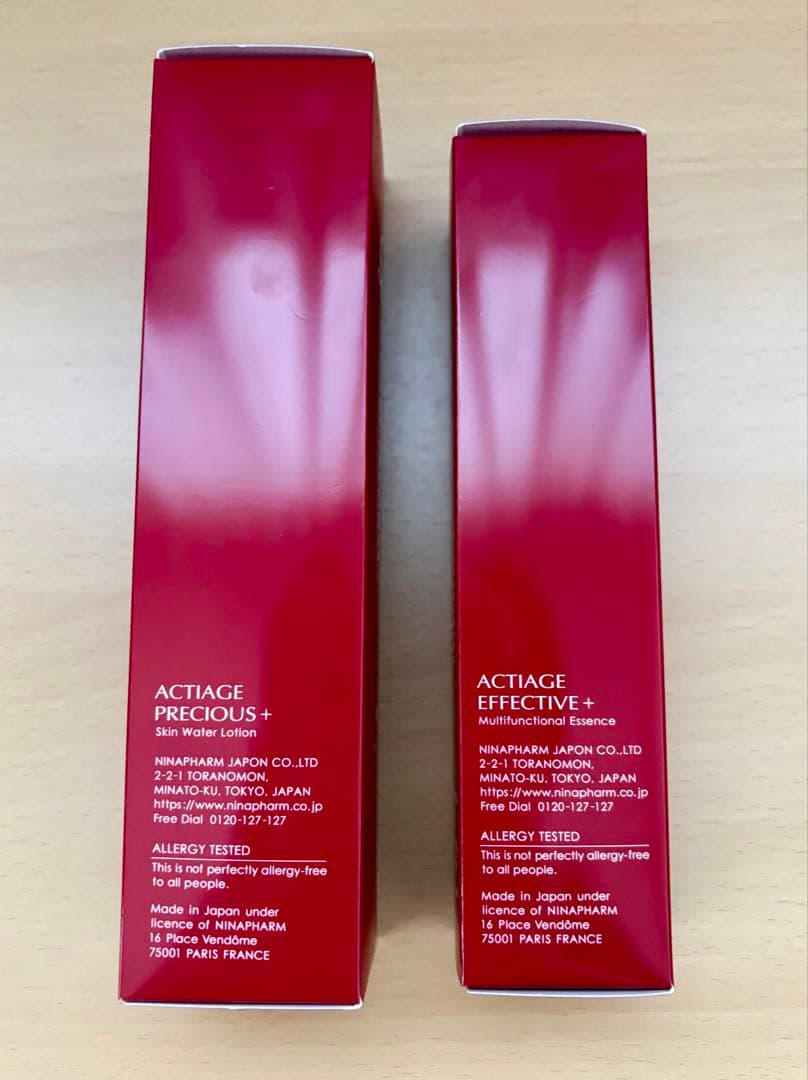 ACTIAGE
PRECIOUS+
Skin Water Lotion
NINAPHARM JAPON CO.,LTD
2-2-1 TORANOMON,
MINATO-KU, TOKYO, JAPAN
https://www.ninapharm.co.jp
Free Dial 0120-127-127
ALLERGY TESTED
This is not perfectly allergy-free
to all people.
Made in Japan under
licence of NINAPHARM
16 Place Vendôme
75001 PARIS FRANCE
ACTIAGE
EFFECTIVE+
Multifunctional Essence
NINAPHARM JAPON CO.,LTD
2-2-1 TORANOMON,
MINATO-KU, TOKYO, JAPAN
https://www.ninapharm.co.jp
Free Dial 0120-127-127
ALLERGY TESTED
This is not perfectly allergy-free
to all people.
Made in Japan under
licence of NINAPHARM
16 Place Vendôme
75001 PARIS FRANCE